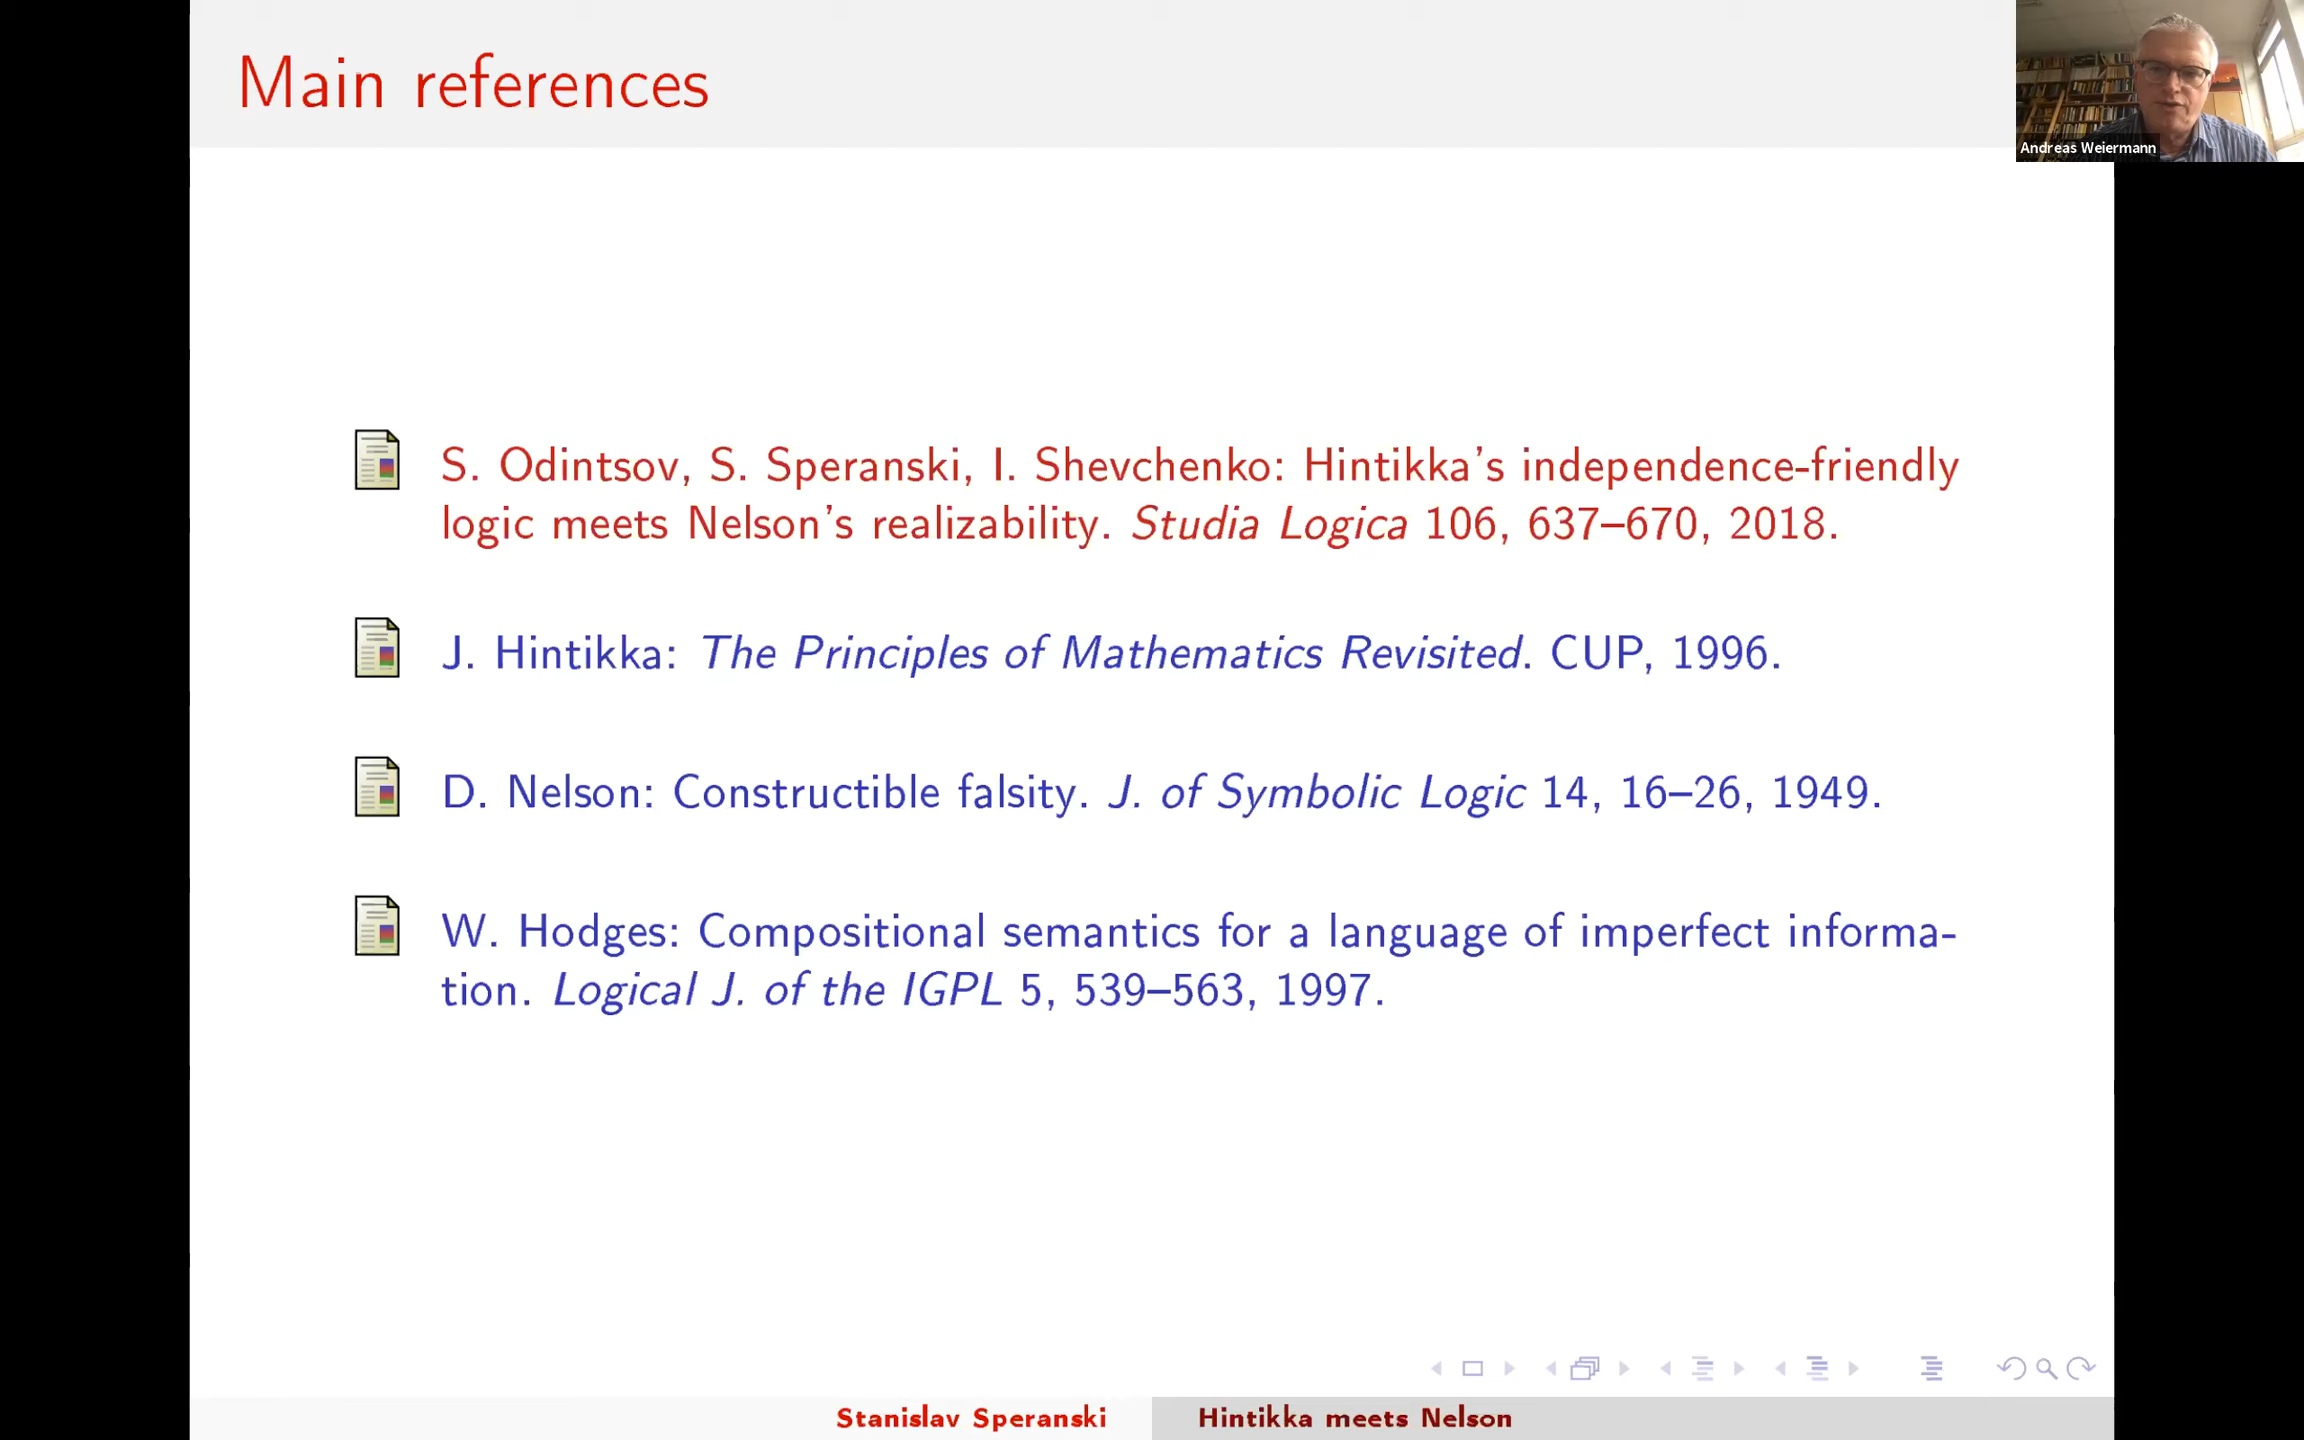 Main references
Andreas Weiermann
S. Odintsov, S. Speranski, I. Shevchenko: Hintikka's independence-friendly
logic meets Nelson's realizability. Studia Logica 106, 637–670, 2018.
J. Hintikka: The Principles of Mathematics Revisited. CUP, 1996.
D. Nelson: Constructible falsity. J. of Symbolic Logic 14, 16–26, 1949.
W. Hodges: Compositional semantics for a language of imperfect informa-
tion. Logical J. of the IGPL 5, 539–563, 1997.
Stanislav Speranski
Hintikka meets Nelson